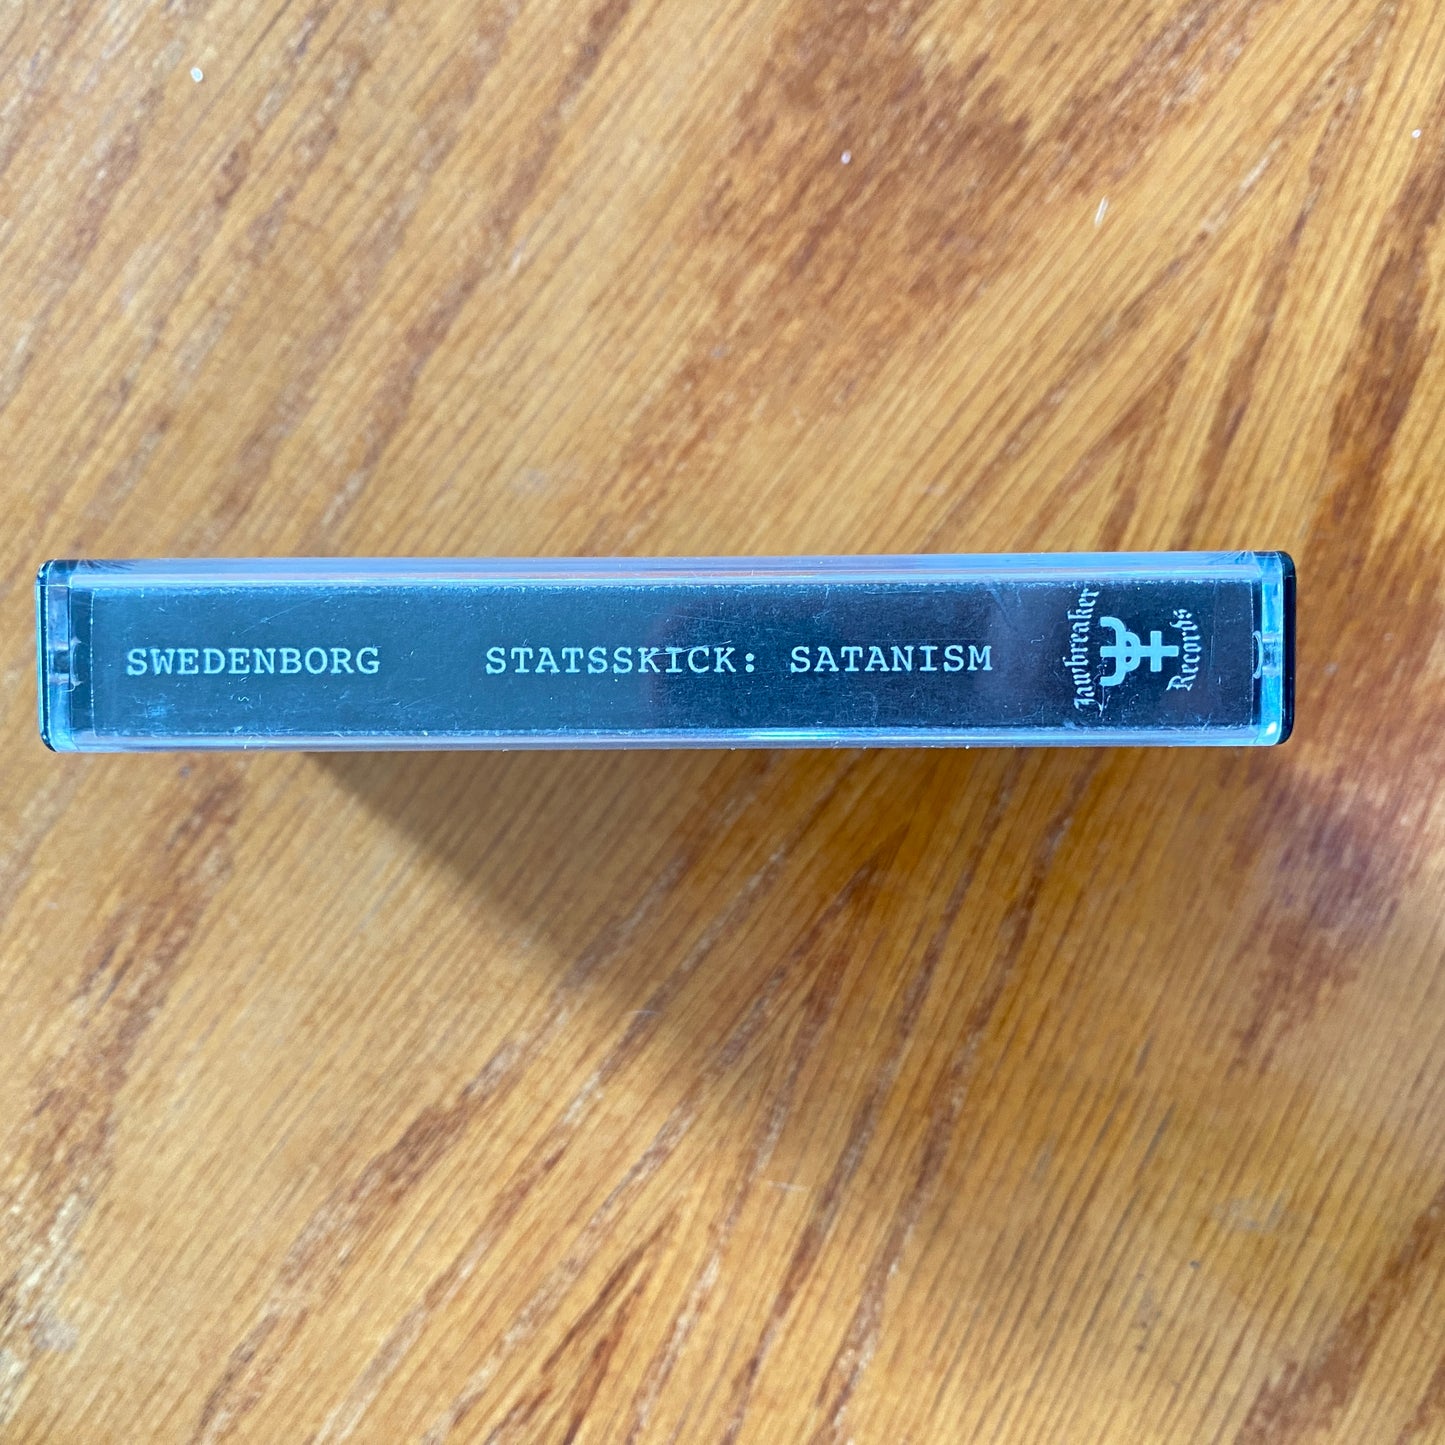 SWEDENBORG STATSSKICK: SATANISM
Jawbreaker
Records